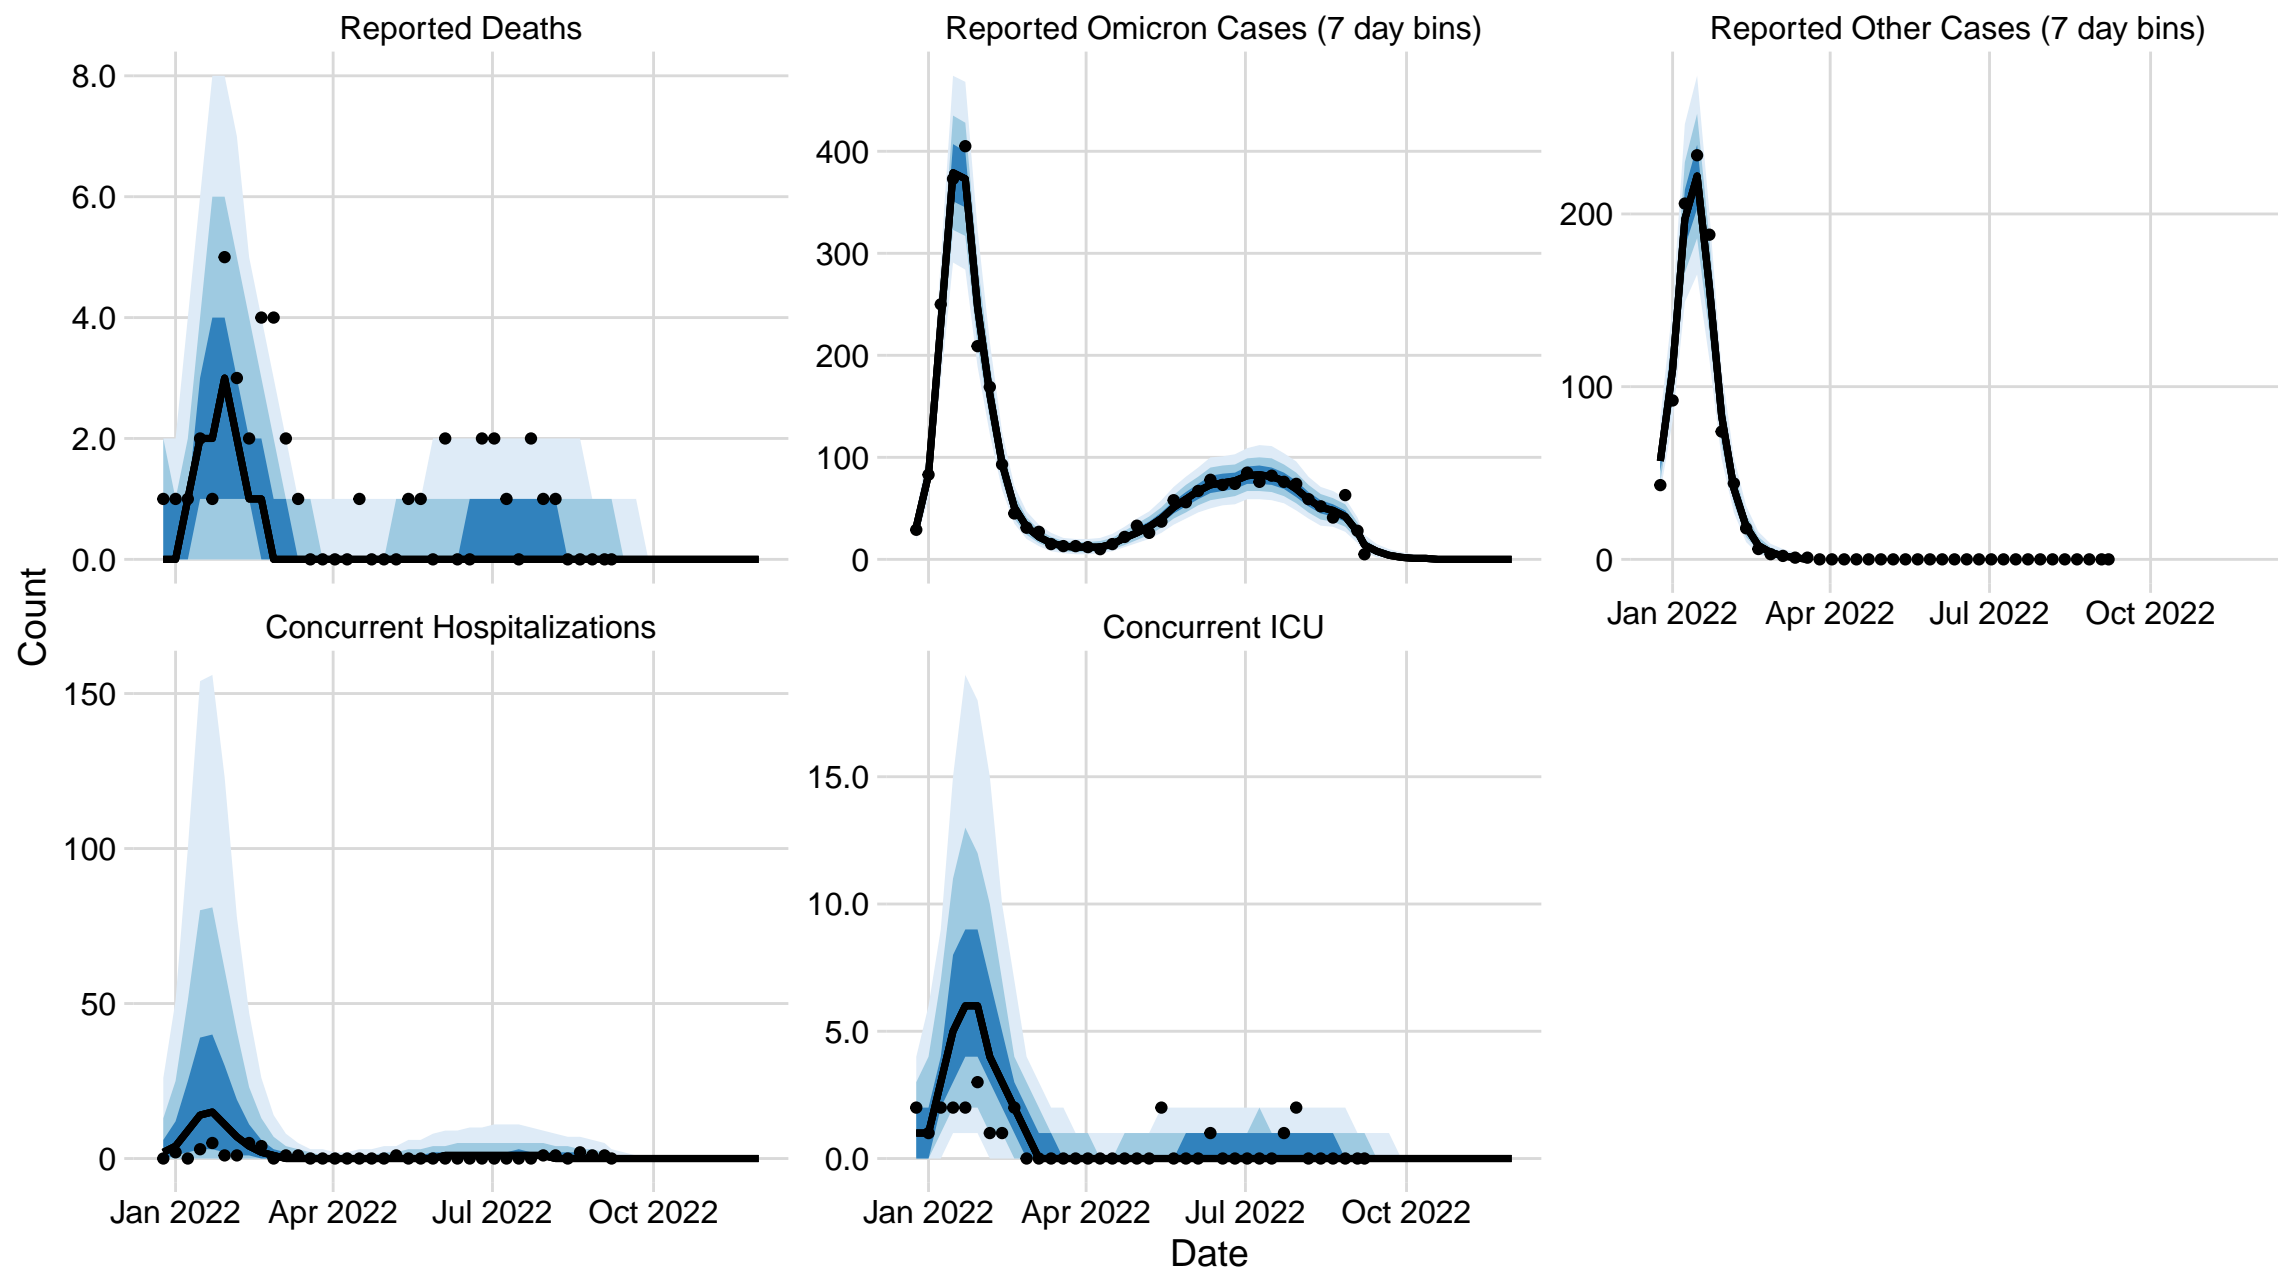 Reported Deaths
Reported Omicron Cases (7 day bins)
Reported Other Cases (7 day bins)
8.0
6.0
4.0
2.0
0.0
400
300
200
100
0
200
100
0
Jan 2022 Apr 2022 Jul 2022 Oct 2022
Count
Concurrent Hospitalizations
Concurrent ICU
150
100
50
0
15.0
10.0
5.0
0.0
Jan 2022 Apr 2022 Jul 2022 Oct 2022
Jan 2022 Apr 2022 Jul 2022 Oct 2022
Date